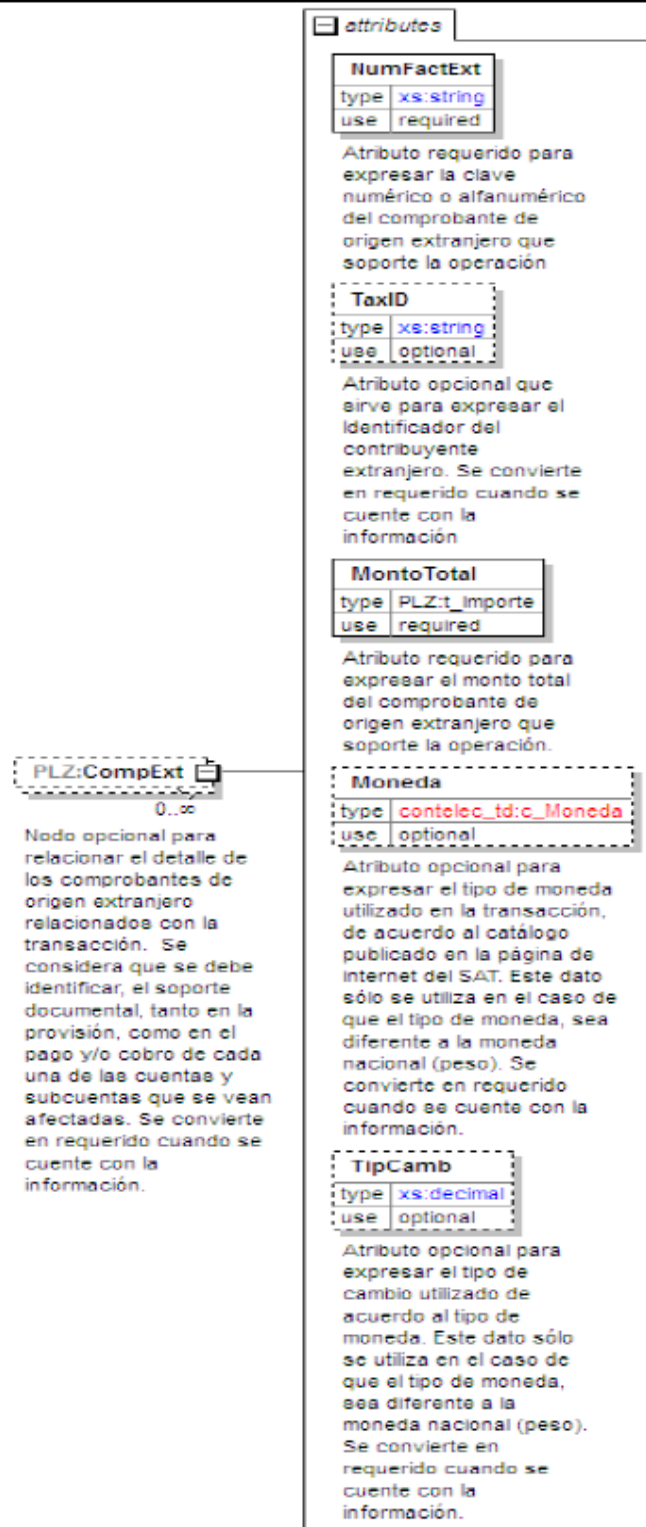 attributes
NumFactExt
type xs:string
use required
Atributo requerido para
expresar la clave
numérico o alfanumérico
del comprobante de
origen extranjero que
soporte la operación
TaxID
type xs:string
use optional
Atributo opcional que
sirve para expresar el
Identificador del
contribuyente
extranjero. Se convierte
en requerido cuando se
cuente con la
información
MontoTotal
type PLZ:t_Importe
use required
Atributo requerido para
expresar el monto total
del comprobante de
origen extranjero que
soporte la operación.
PLZ:CompExt
0..∞
Nodo opcional para
relacionar el detalle de
los comprobantes de
origen extranjero
relacionados con la
transacción. Se
considera que se debe
identificar, el soporte
documental, tanto en la
provisión, como en el
pago y/o cobro de cada
una de las cuentas y
subcuentas que se vean
afectadas. Se convierte
en requerido cuando se
cuente con la
información.
Moneda
type contelec_td:c_Moneda
use optional
Atributo opcional para
expresar el tipo de moneda
utilizado en la transacción,
de acuerdo al catálogo
publicado en la página de
internet del SAT. Este dato
sólo se utiliza en el caso de
que el tipo de moneda, sea
diferente a la moneda
nacional (peso). Se
convierte en requerido
cuando se cuente con la
información.
TipCamb
type xs:decimal
use optional
Atributo opcional para
expresar el tipo de
cambio utilizado de
acuerdo al tipo de
moneda. Este dato sólo
se utiliza en el caso de
que el tipo de moneda,
sea diferente a la
moneda nacional (peso).
Se convierte en
requerido cuando se
cuente con la
información.